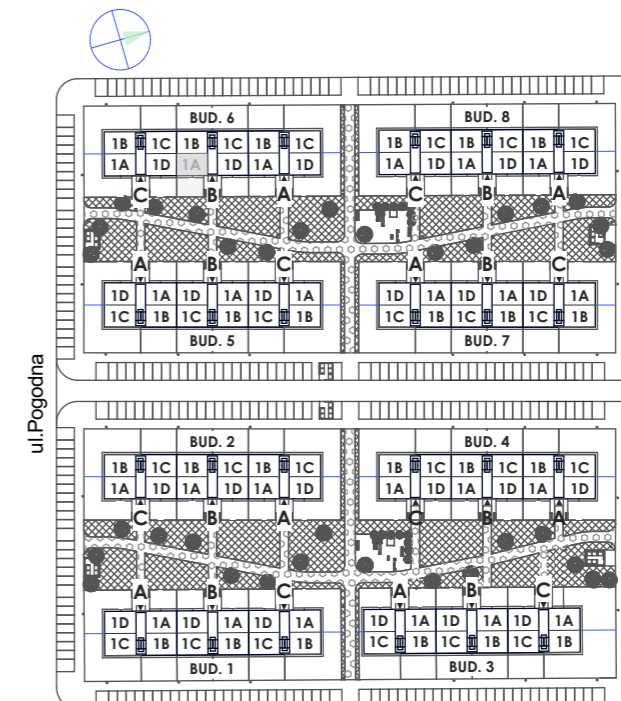 BUD. 6 BUD. 8
1B 1C 1B 1C 1B 1C 1B 1C 1B 1C 1B 1C
1A 1D 1A 1D 1A 1D 1A 1D 1A 1D 1A 1D
C B A C B A
A B C A B C
1D 1A 1D 1A 1D 1A 1D 1A 1D 1A 1D 1A
1C 1B 1C 1B 1C 1B 1C 1B 1C 1B 1C 1B
BUD. 5 BUD. 7
ul.Pogodna
BUD. 2 BUD. 4
1B 1C 1B 1C 1B 1C 1B 1C 1B 1C 1B 1C
1A 1D 1A 1D 1A 1D 1A 1D 1A 1D 1A 1D
C B A C B A
A B C A B C
1D 1A 1D 1A 1D 1A 1D 1A 1D 1A 1D 1A
1C 1B 1C 1B 1C 1B 1C 1B 1C 1B 1C 1B
BUD. 1 BUD. 3